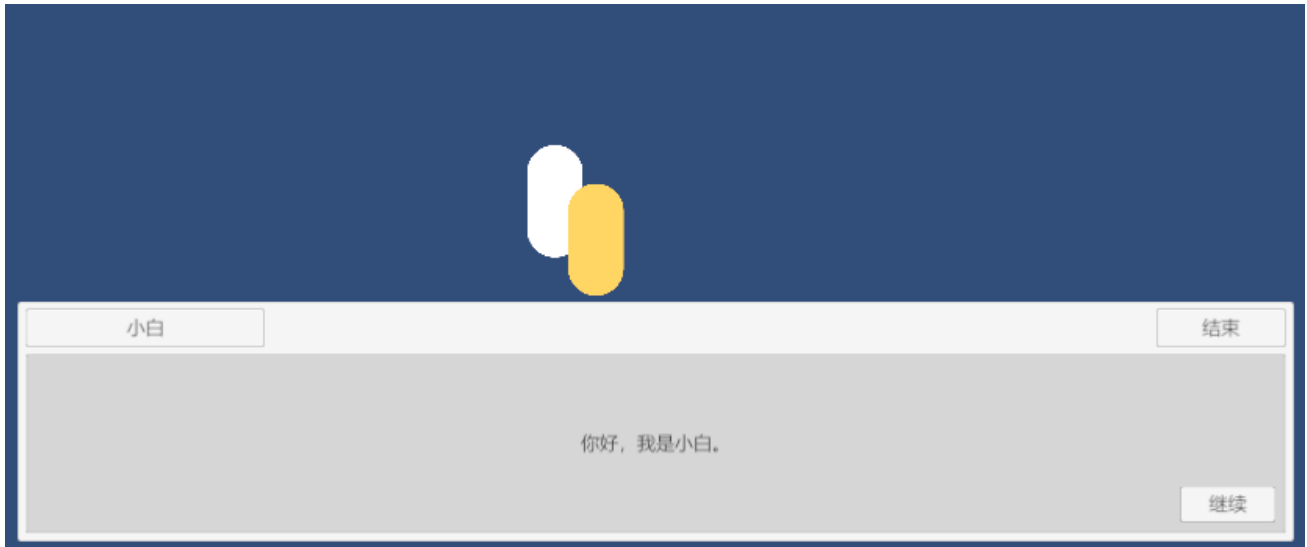 小白
结束
你好，我是小白。
继续